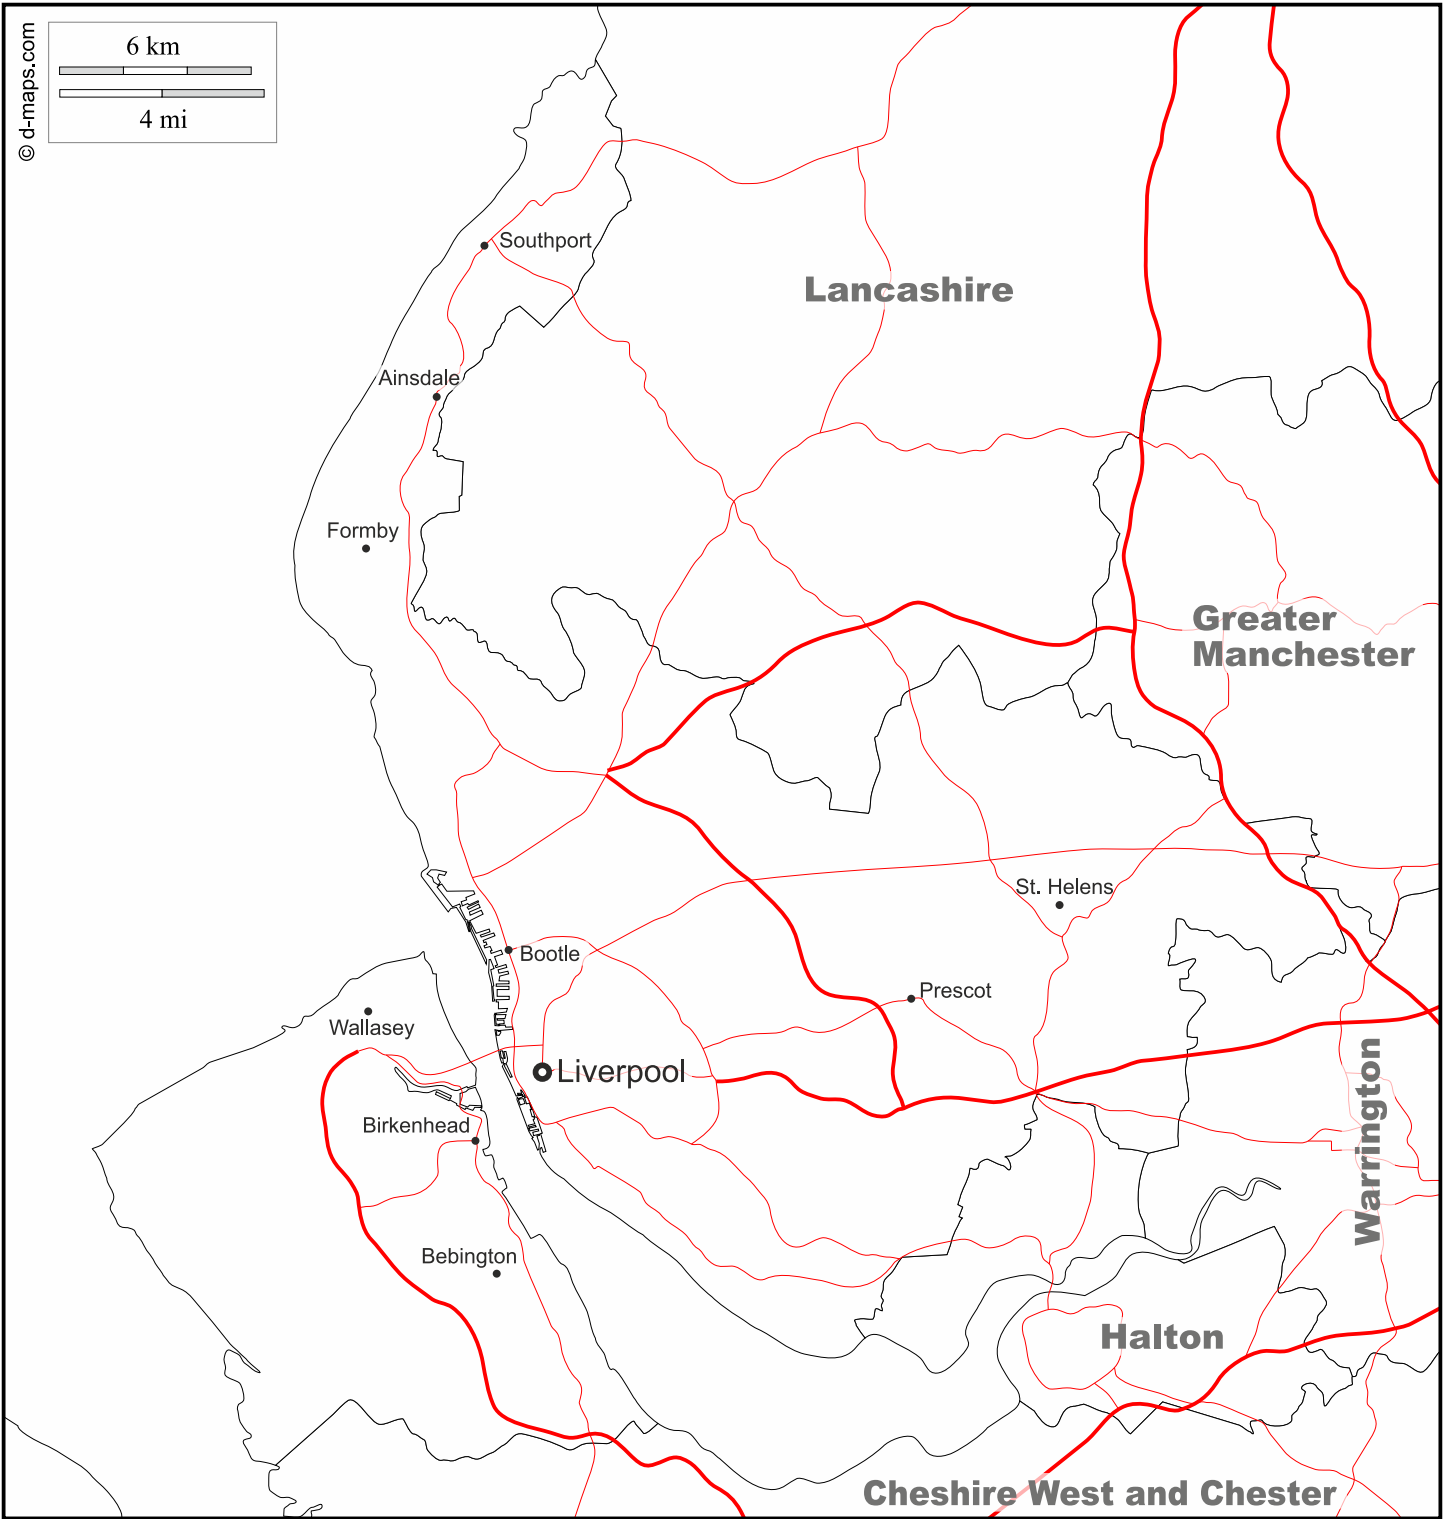 © d-maps.com
6 km
4 mi
Southport
Lancashire
Ainsdale
Formby
Greater
Manchester
St. Helens
Bootle
Prescot
Wallasey
Liverpool
Birkenhead
Warrington
Bebington
Halton
Cheshire West and Chester